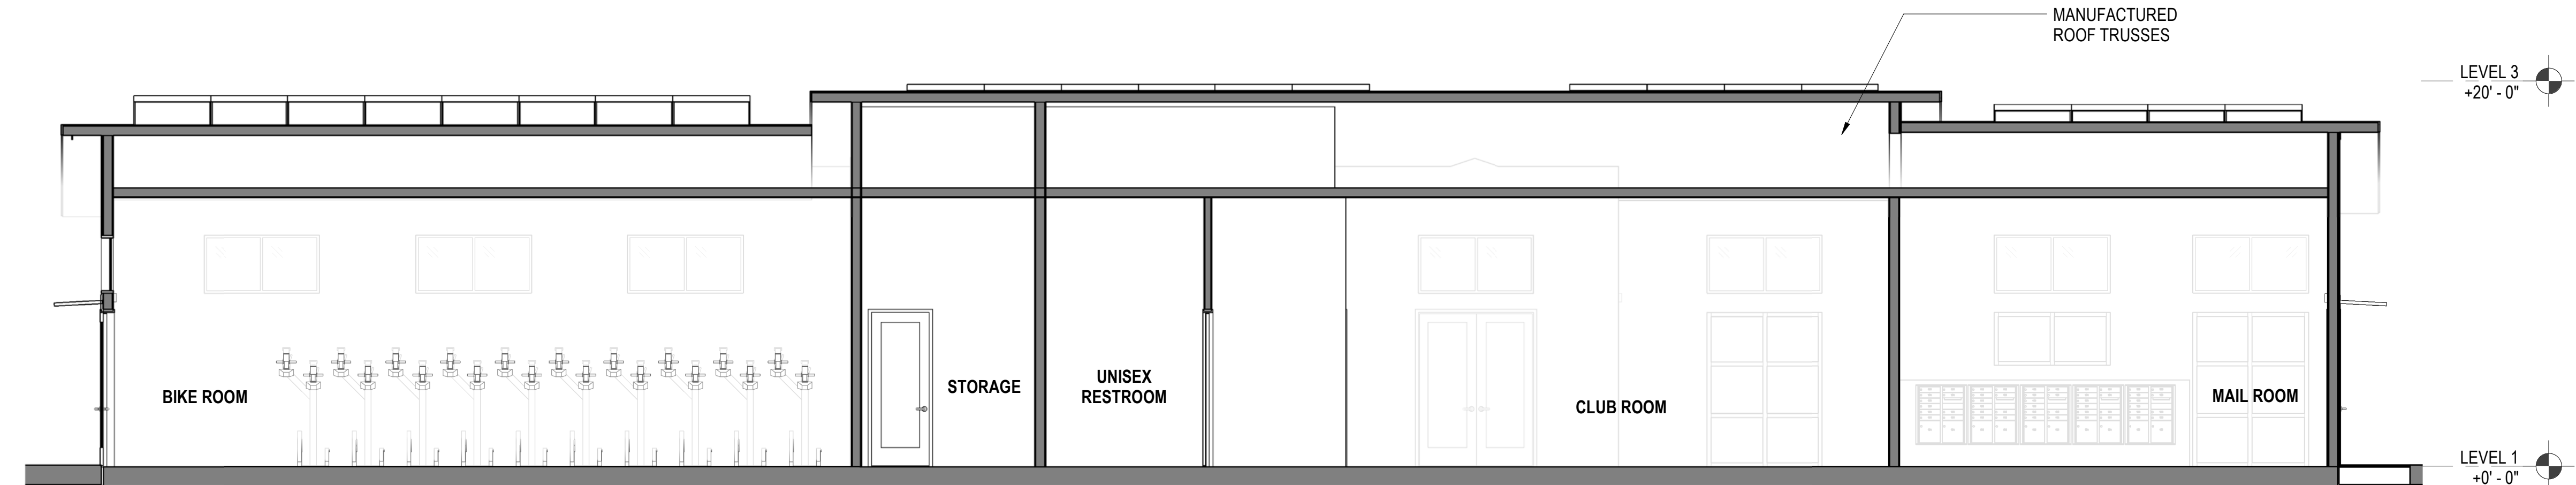 MANUFACTURED
ROOF TRUSSES
LEVEL 3
+20' - 0"
BIKE ROOM
STORAGE
UNISEX
RESTROOM
CLUB ROOM
MAIL ROOM
LEVEL 1
+0' - 0"